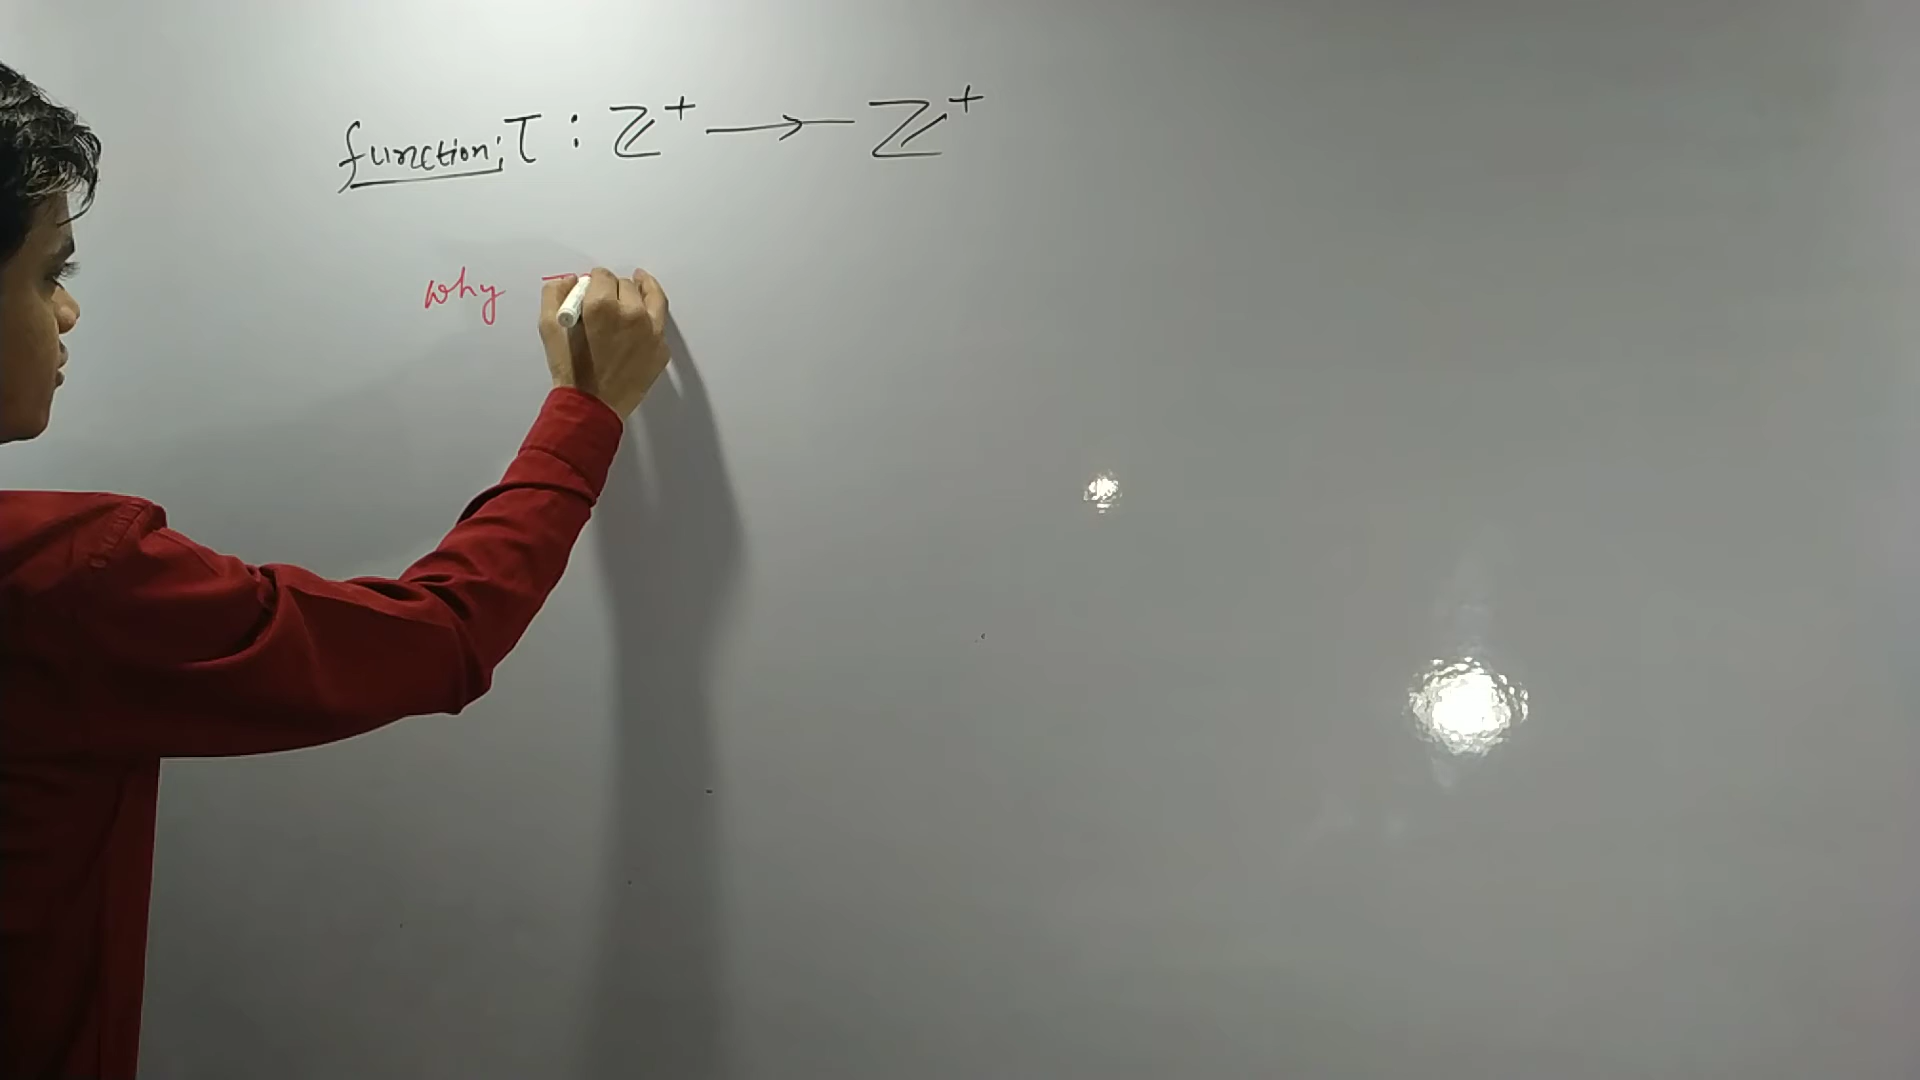 function: τ : ℤ⁺ → ℤ⁺
why